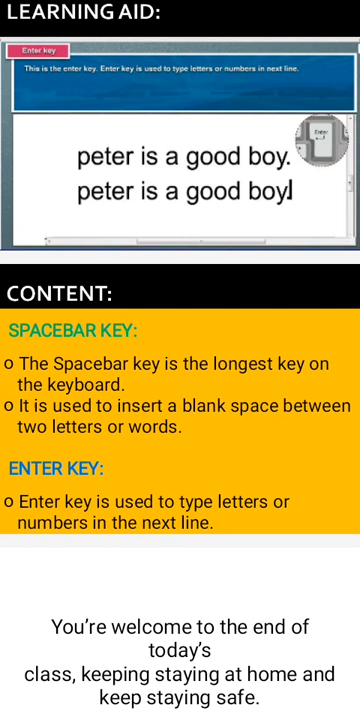 LEARNING AID:
Enter key
This is the enter key. Enter key is used to type letters or numbers in next line.
Enter
peter is a good boy.
peter is a good boy
CONTENT:
SPACEBAR KEY:
o The Spacebar key is the longest key on
the keyboard.
o It is used to insert a blank space between
two letters or words.
ENTER KEY:
o Enter key is used to type letters or
numbers in the next line.
You’re welcome to the end of
today’s
class, keeping staying at home and
keep staying safe.